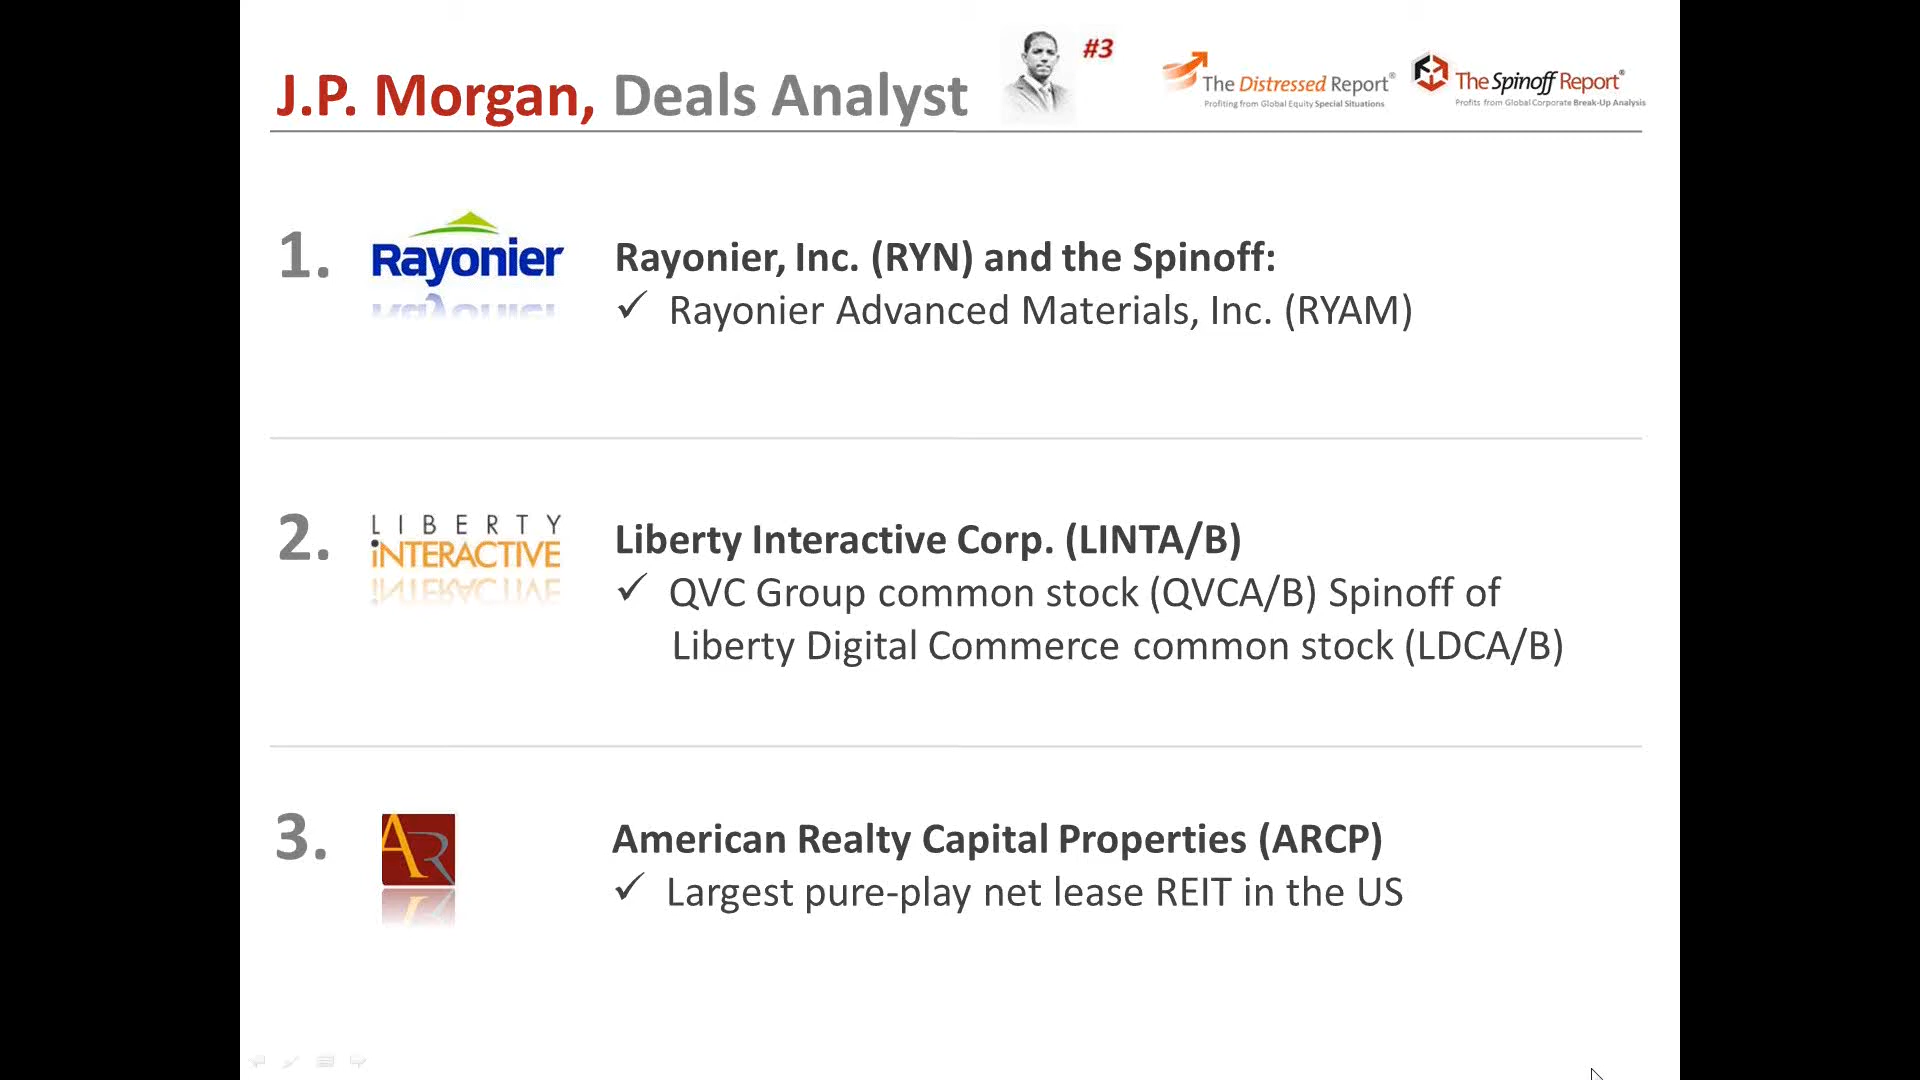 J.P. Morgan, Deals Analyst
#3
The Distressed Report®
Profiting from Global Equity Special Situations
The Spinoff Report®
Profits from Global Corporate Break-Up Analysis
1.
Rayonier
Rayonier, Inc. (RYN) and the Spinoff:
✓ Rayonier Advanced Materials, Inc. (RYAM)
2.
LIBERTY
iNTERACTIVE
Liberty Interactive Corp. (LINTA/B)
✓ QVC Group common stock (QVCA/B) Spinoff of
Liberty Digital Commerce common stock (LDCA/B)
3.
AR
American Realty Capital Properties (ARCP)
✓ Largest pure-play net lease REIT in the US